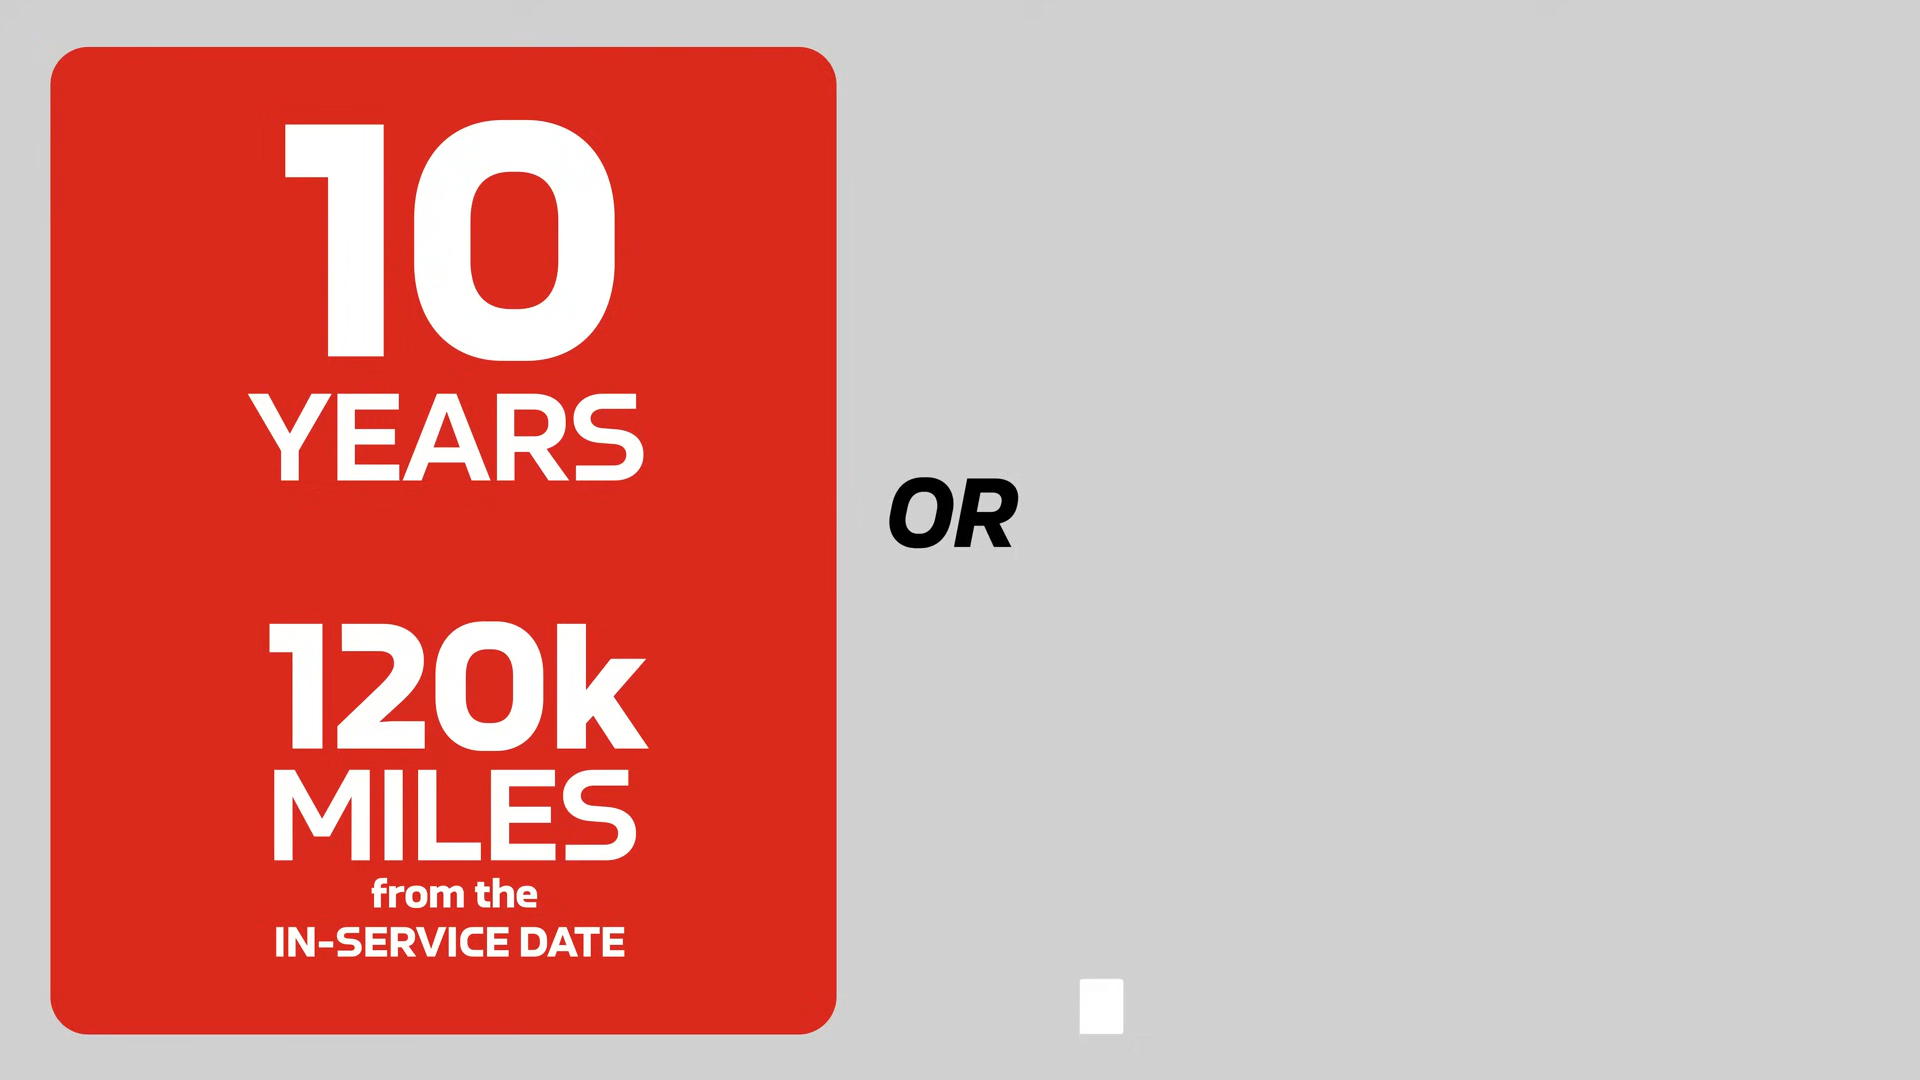 10
YEARS
120k
MILES
from the
IN-SERVICE DATE
OR